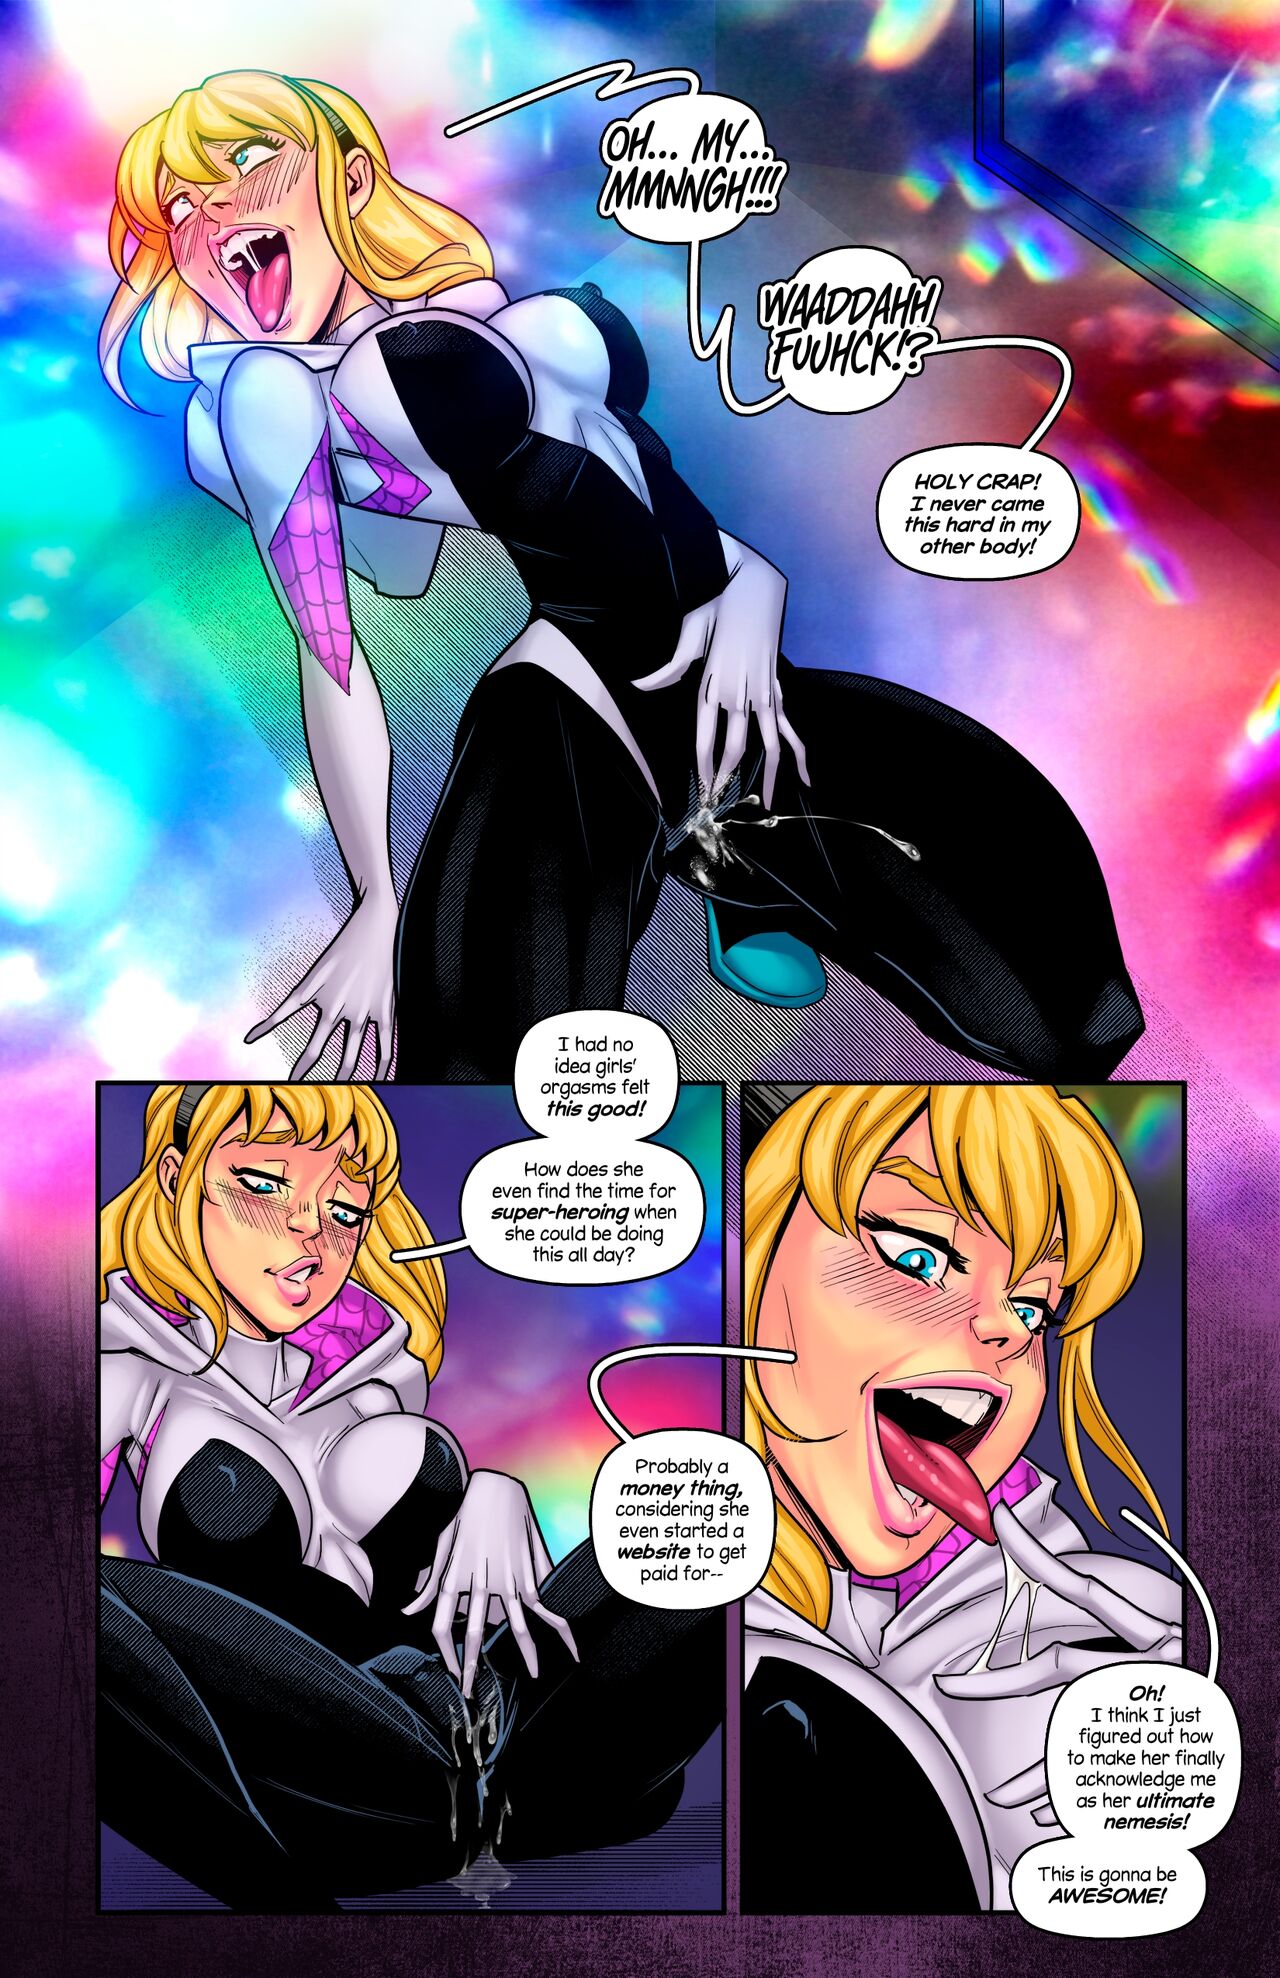 OH... MY...
MMNNGH!!!
WAADDAHH
FUUHCK!?
HOLY CRAP!
I never came
this hard in my
other body!
I had no
idea girls'
orgasms felt
this good!
How does she
even find the time for
super-heroing when
she could be doing
this all day?
Probably a
money thing,
considering she
even started a
website to get
paid for--
Oh!
I think I just
figured out how
to make her finally
acknowledge me
as her ultimate
nemesis!
This is gonna be
AWESOME!